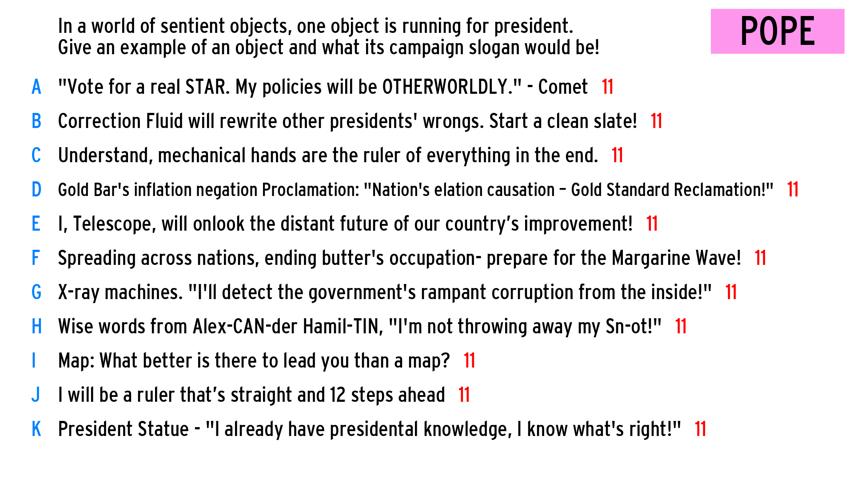 In a world of sentient objects, one object is running for president.
Give an example of an object and what its campaign slogan would be!
POPE
A "Vote for a real STAR. My policies will be OTHERWORLDLY." - Comet 11
B Correction Fluid will rewrite other presidents' wrongs. Start a clean slate! 11
C Understand, mechanical hands are the ruler of everything in the end. 11
D Gold Bar's inflation negation Proclamation: "Nation's elation causation – Gold Standard Reclamation!" 11
E I, Telescope, will onlook the distant future of our country’s improvement! 11
F Spreading across nations, ending butter's occupation- prepare for the Margarine Wave! 11
G X-ray machines. "I'll detect the government's rampant corruption from the inside!" 11
H Wise words from Alex-CAN-der Hamil-TIN, "I'm not throwing away my Sn-ot!" 11
I Map: What better is there to lead you than a map? 11
J I will be a ruler that’s straight and 12 steps ahead 11
K President Statue - "I already have presidental knowledge, I know what's right!" 11